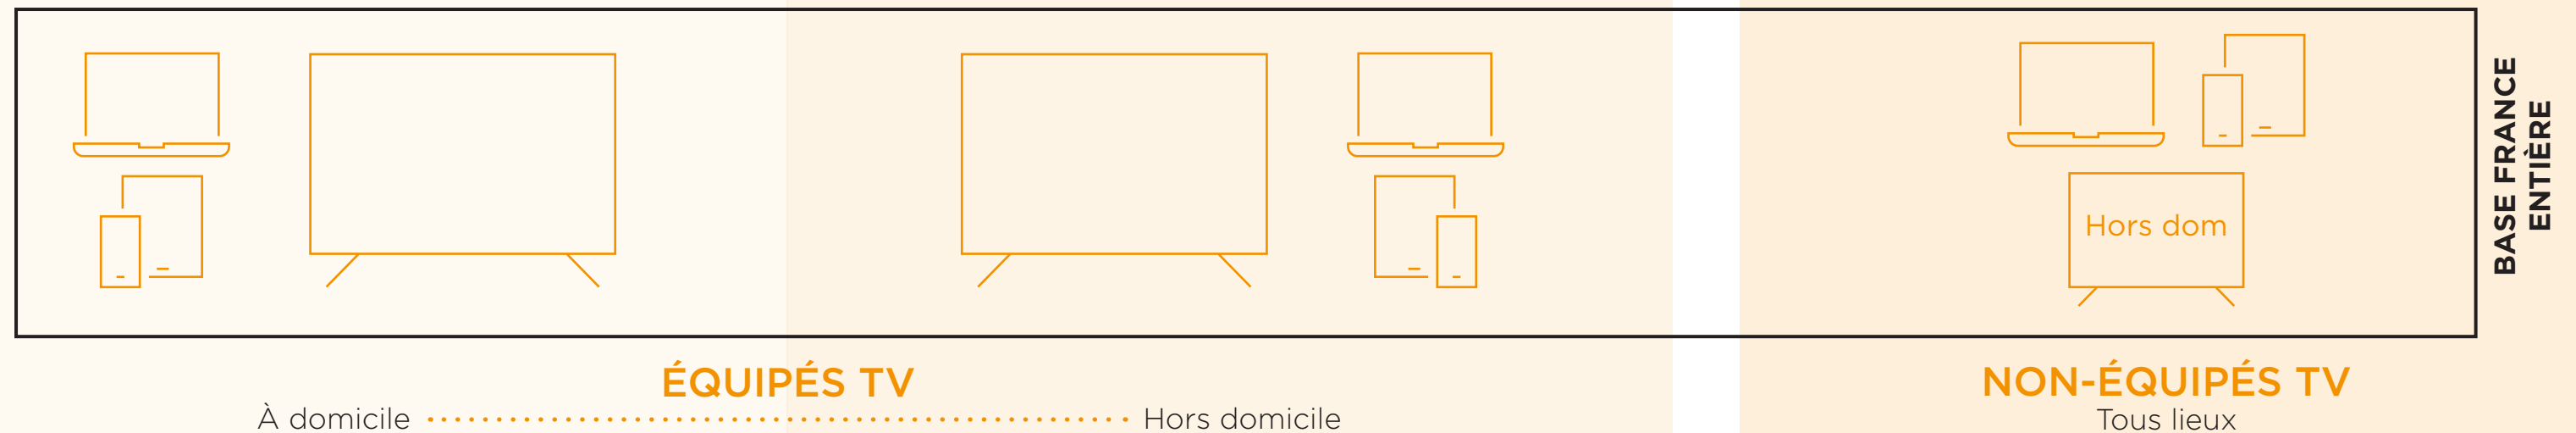 Hors dom
BASE FRANCE
ENTIÈRE
ÉQUIPÉS TV
À domicile
Hors domicile
NON-ÉQUIPÉS TV
Tous lieux